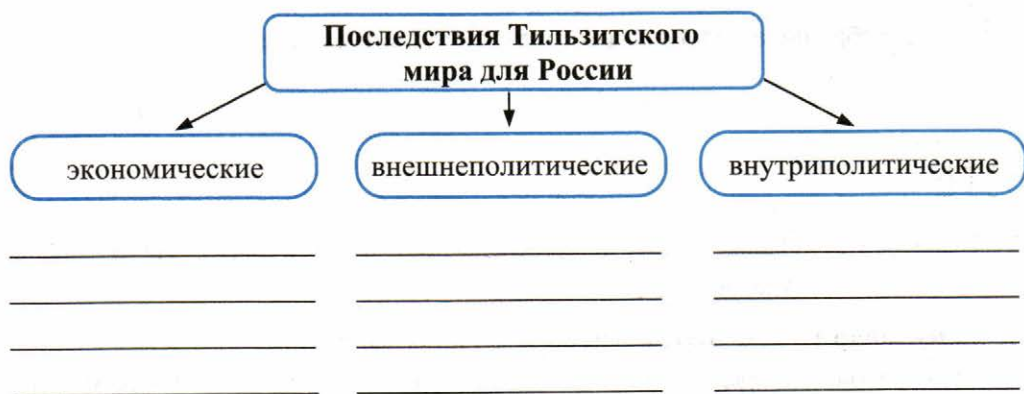 Последствия Тильзитского
мира для России
экономические
внешнеполитические
внутриполитические